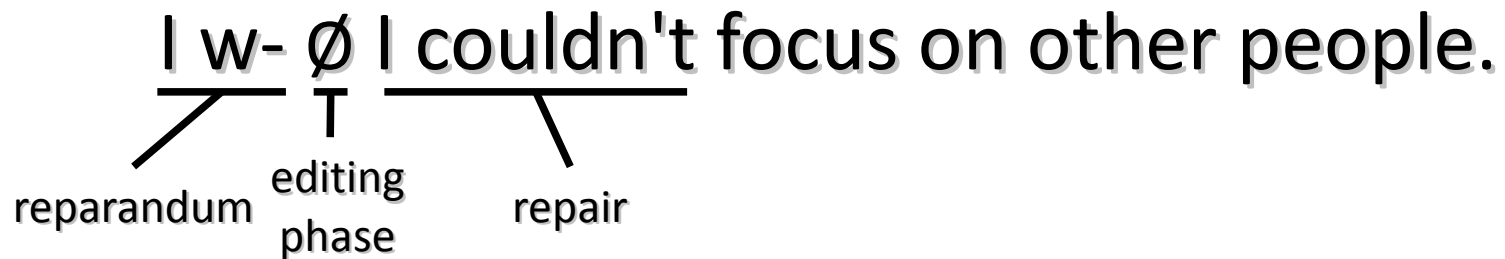 I w- Ø I couldn't focus on other people.
reparandum
editing
phase
repair